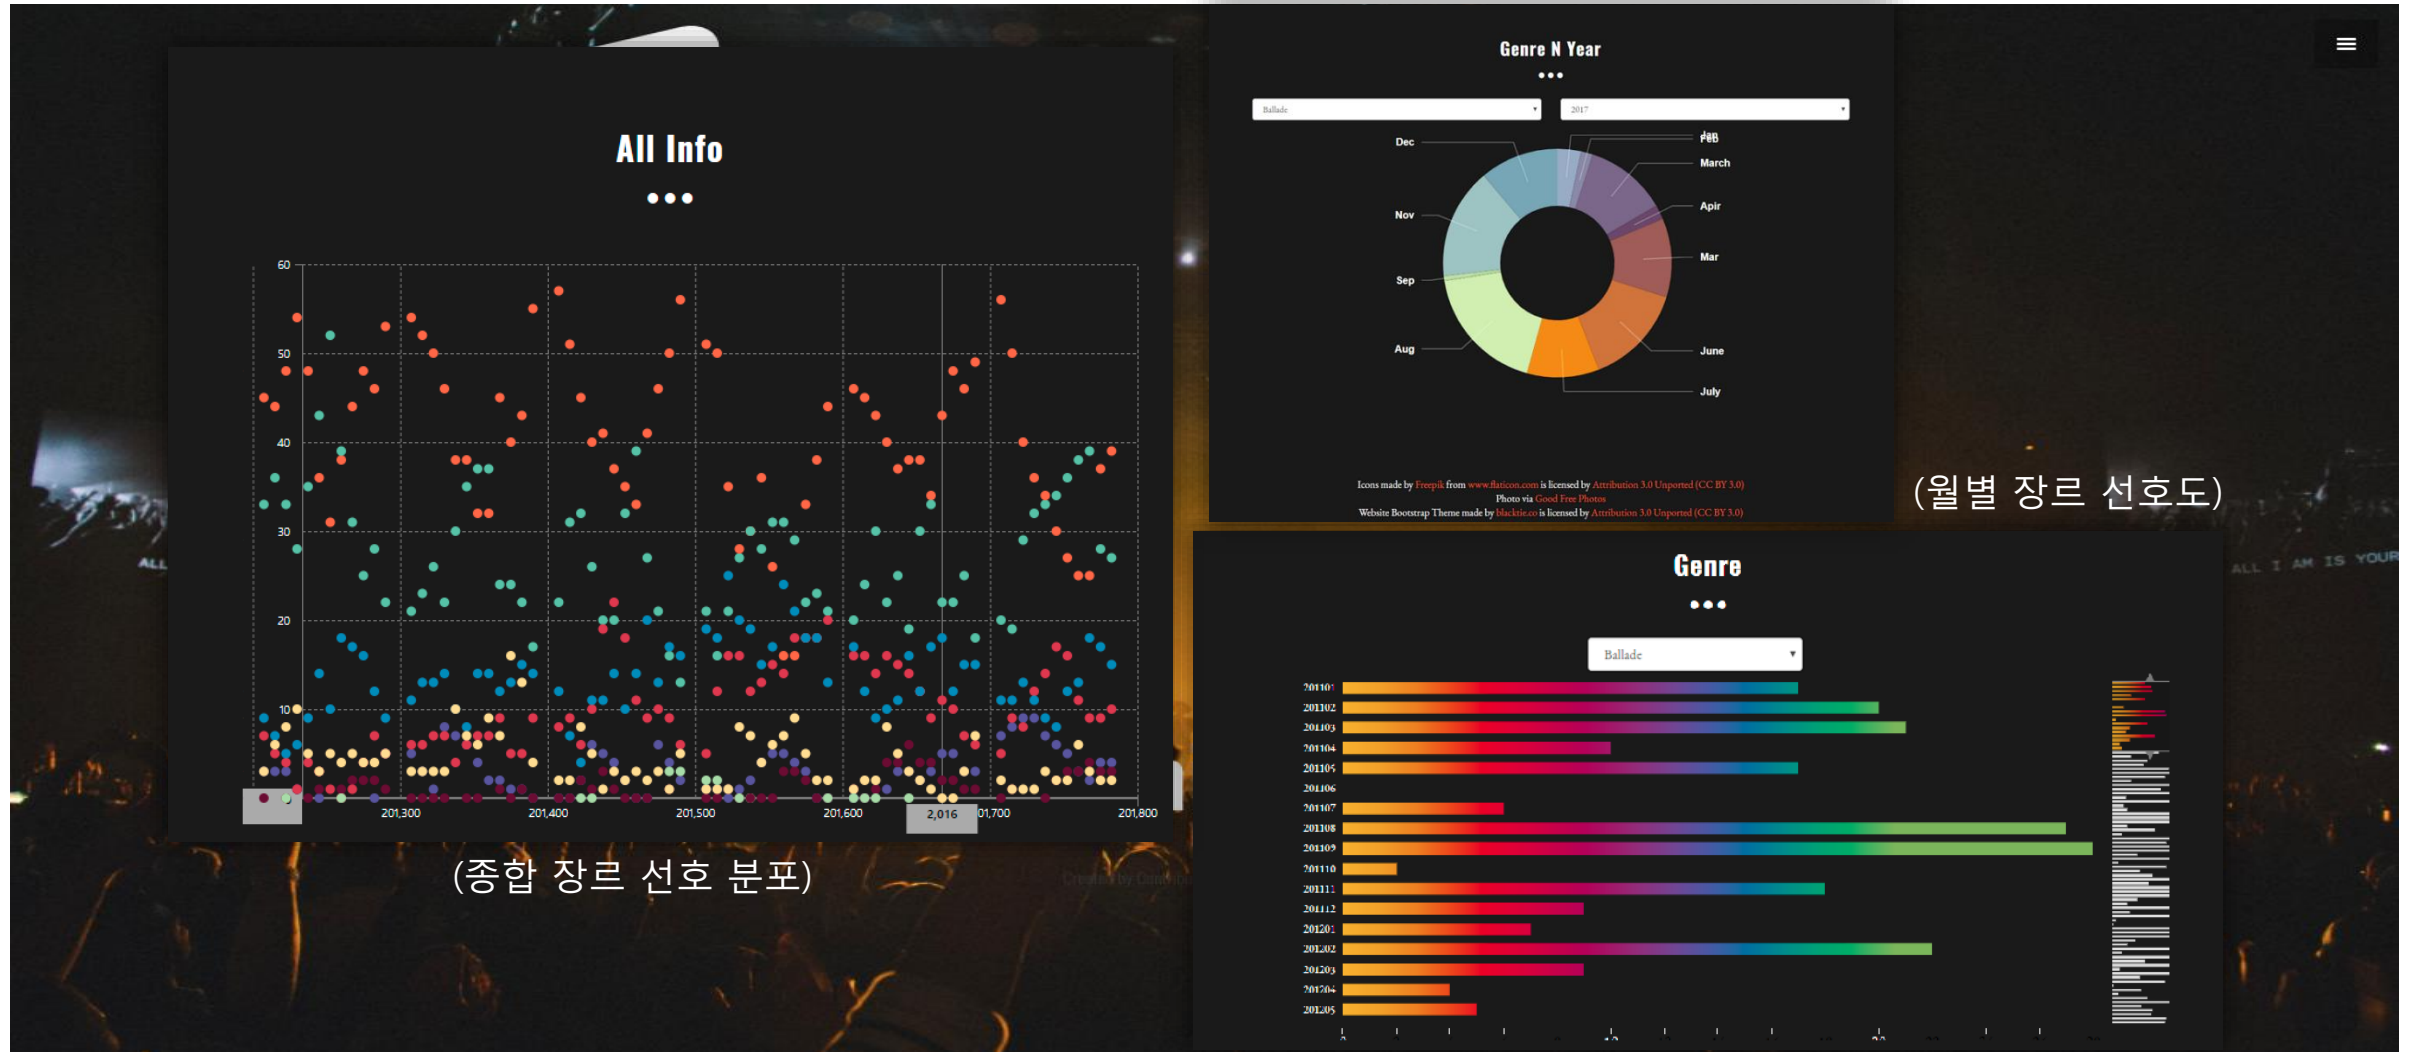 All Info
60
50
40
30
20
10
201,300
201,400
201,500
201,600
2,016
01,700
201,800
(종합 장르 선호 분포)
Genre N Year
Ballade
2017
Jan
Feb
March
Apir
Mar
June
July
Aug
Sep
Nov
Dec
Icons made by Freepik from www.flaticon.com is licensed by Attribution 3.0 Unported (CC BY 3.0)
Photo via Good Free Photos
Website Bootstrap Theme made by blacktie.co is licensed by Attribution 3.0 Unported (CC BY 3.0)
(월별 장르 선호도)
ALL
ALL I AM IS YOUR
Genre
Ballade
201101
201102
201103
201104
201105
201106
201107
201108
201109
201110
201111
201112
201201
201202
201203
201204
201205